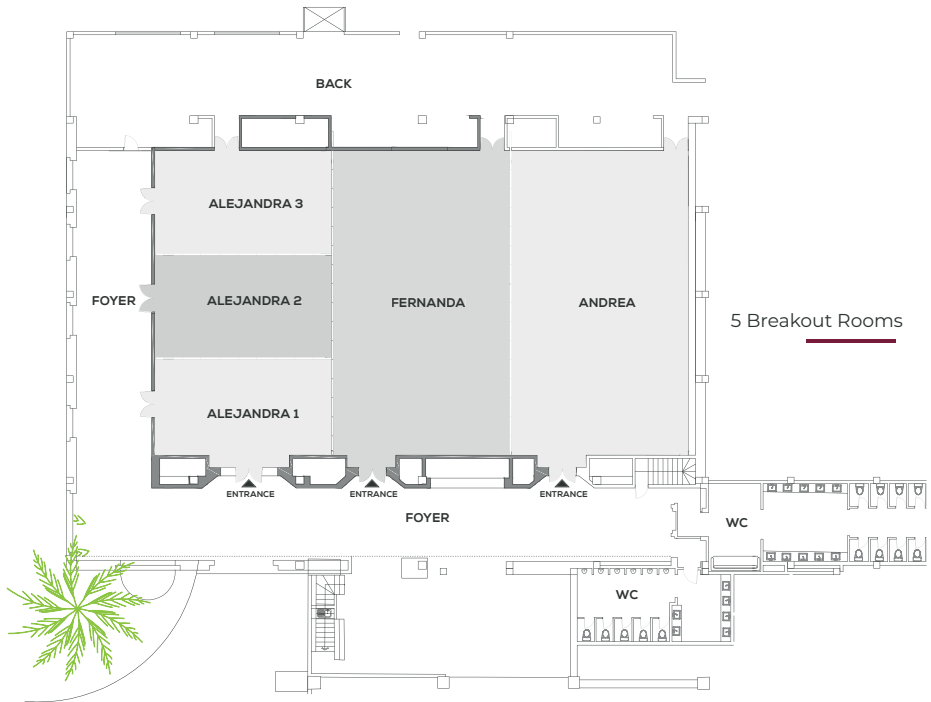 BACK
ALEJANDRA 3
FOYER
ALEJANDRA 2
FERNANDA
ANDREA
5 Breakout Rooms
ALEJANDRA 1
ENTRANCE
ENTRANCE
ENTRANCE
FOYER
WC
WC